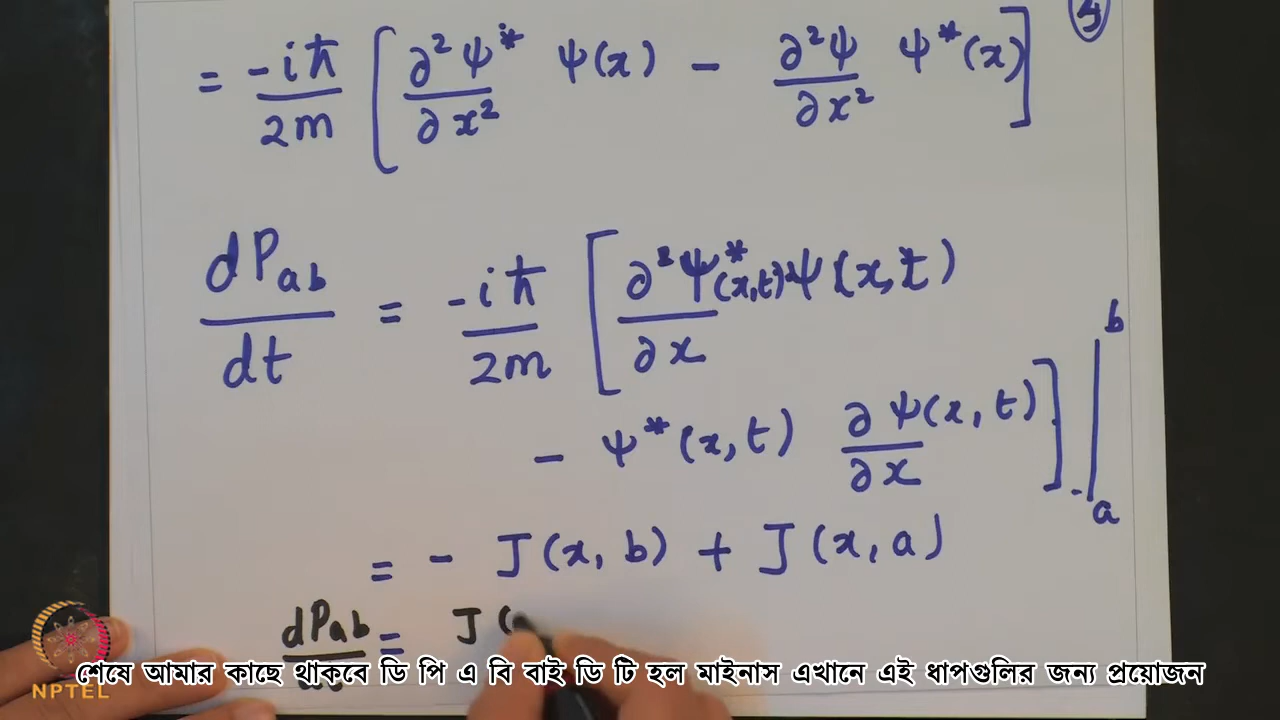 = -iħ/2m [ ∂²ψ*/∂x² ψ(x) - ∂²ψ/∂x² ψ*(x) ]
5
dPab/dt = -iħ/2m [ ∂ψ*(x,t)/∂x ψ(x,t)
- ψ*(x,t) ∂ψ(x,t)/∂x ] |ₐᵇ
= - J(x, b) + J(x, a)
dPab = J(
শেষে আমার কাছে থাকবে ডি পি এ বি বাই ডি টি হল মাইনাস এখানে এই ধাপগুলির জন্য প্রয়োজন
NPTEL